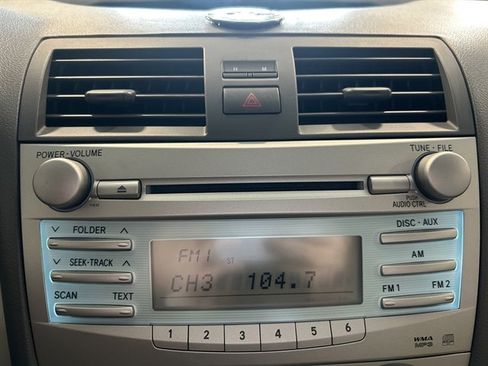 H M
POWER - VOLUME
TUNE - FILE
PUSH
AUDIO CTRL
FOLDER
DISC - AUX
SEEK-TRACK
AM
SCAN TEXT
FM 1 FM 2
FM1
ST
CH3 104.7
1 2 3 4 5 6
WMA
MP3